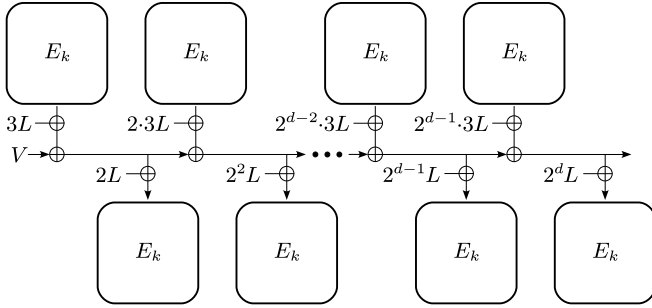 E_k E_k E_k E_k
3L 2·3L 2^{d-2}·3L 2^{d-1}·3L
V •••
2L 2^2L 2^{d-1}L 2^dL
E_k E_k E_k E_k